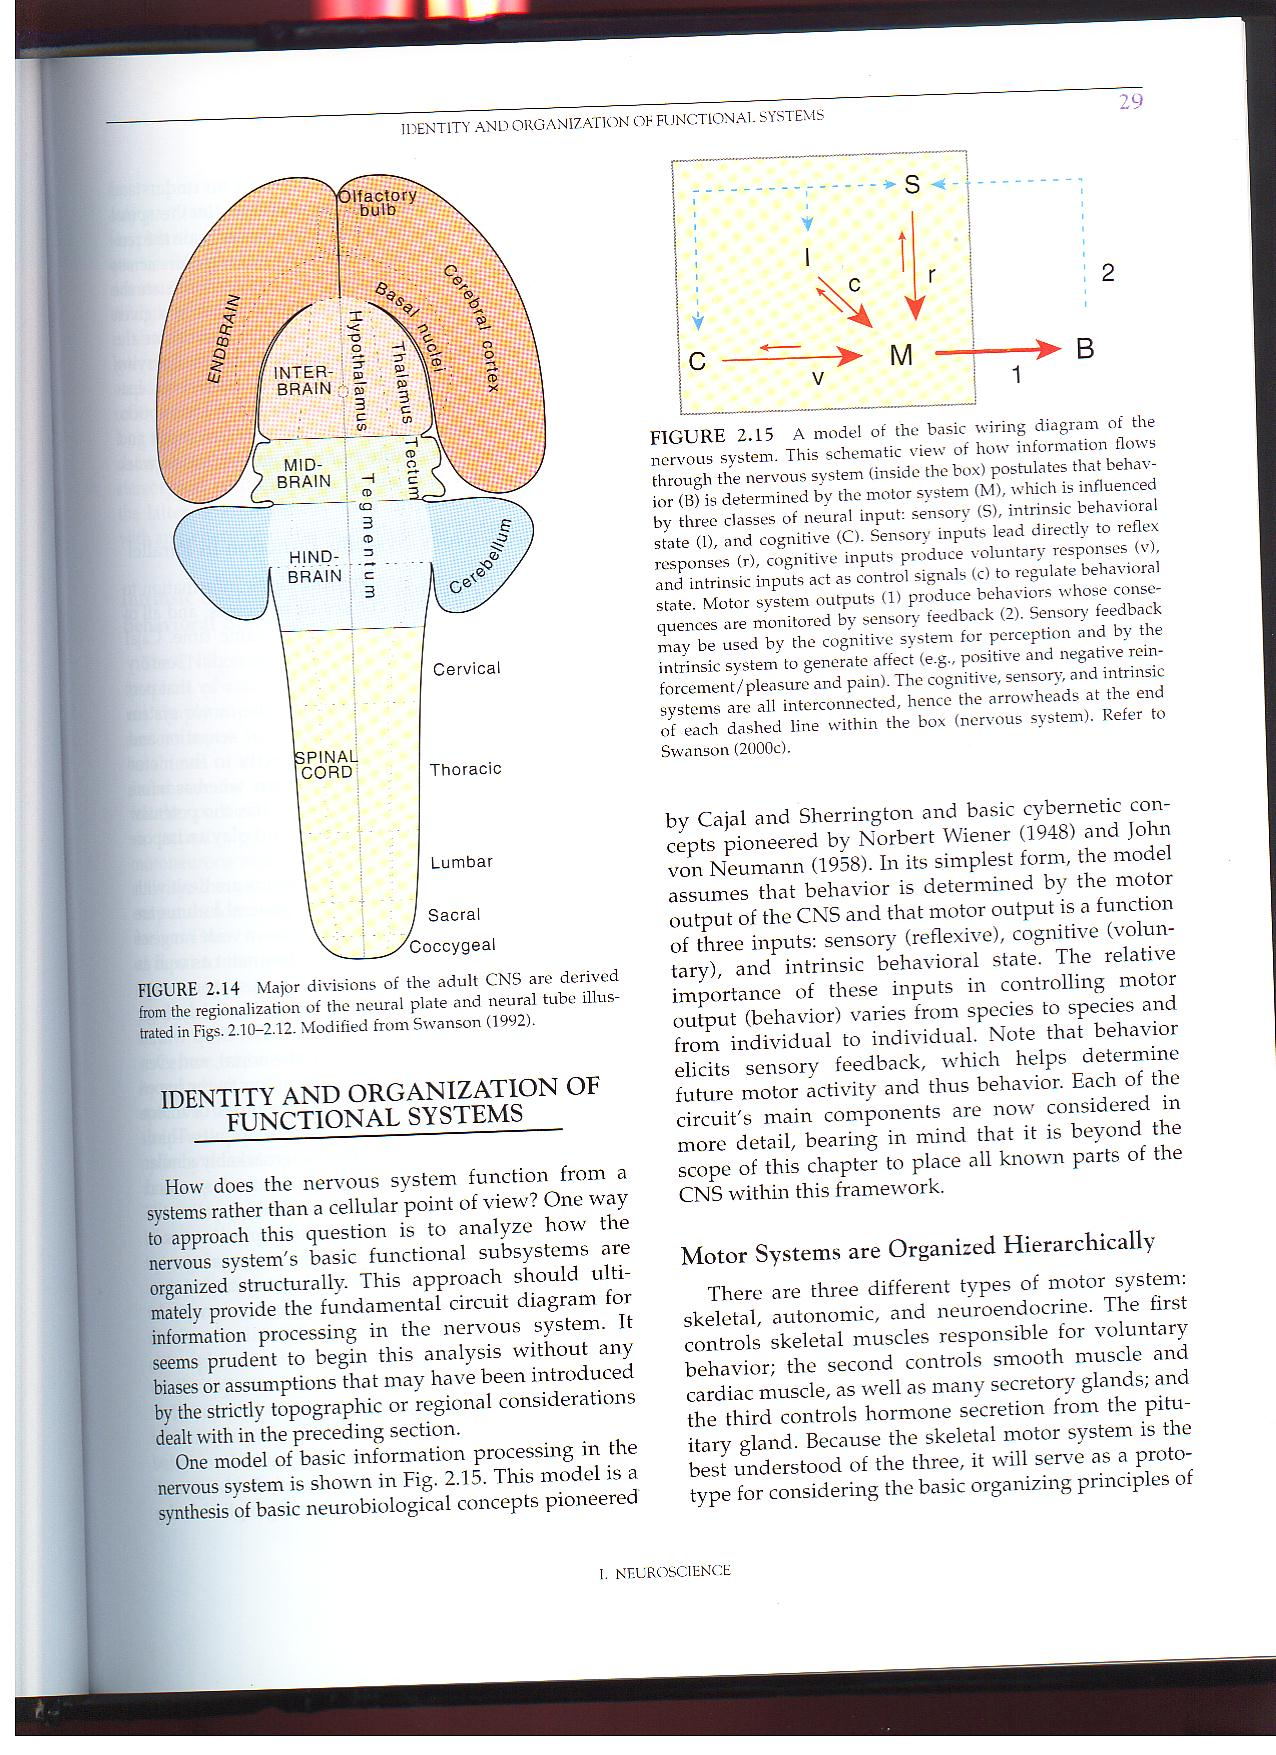 29
IDENTITY AND ORGANIZATION OF FUNCTIONAL SYSTEMS
Olfactory
bulb
ENDBRAIN
Basal nuclei
Cerebral cortex
INTER-
BRAIN
Hypothalamus
Thalamus
MID-
BRAIN
Tectum
Tegmentum
HIND-
BRAIN
Cerebellum
Cervical
SPINAL
CORD
Thoracic
Lumbar
Sacral
Coccygeal
FIGURE 2.14 Major divisions of the adult CNS are derived
from the regionalization of the neural plate and neural tube illus-
trated in Figs. 2.10–2.12. Modified from Swanson (1992).
IDENTITY AND ORGANIZATION OF
FUNCTIONAL SYSTEMS
How does the nervous system function from a
systems rather than a cellular point of view? One way
to approach this question is to analyze how the
nervous system's basic functional subsystems are
organized structurally. This approach should ulti-
mately provide the fundamental circuit diagram for
information processing in the nervous system. It
seems prudent to begin this analysis without any
biases or assumptions that may have been introduced
by the strictly topographic or regional considerations
dealt with in the preceding section.
One model of basic information processing in the
nervous system is shown in Fig. 2.15. This model is a
synthesis of basic neurobiological concepts pioneered
S
I
c
r
2
C
v
M
1
B
FIGURE 2.15 A model of the basic wiring diagram of the
nervous system. This schematic view of how information flows
through the nervous system (inside the box) postulates that behav-
ior (B) is determined by the motor system (M), which is influenced
by three classes of neural input: sensory (S), intrinsic behavioral
state (I), and cognitive (C). Sensory inputs lead directly to reflex
responses (r), cognitive inputs produce voluntary responses (v),
and intrinsic inputs act as control signals (c) to regulate behavioral
state. Motor system outputs (1) produce behaviors whose conse-
quences are monitored by sensory feedback (2). Sensory feedback
may be used by the cognitive system for perception and by the
intrinsic system to generate affect (e.g., positive and negative rein-
forcement/pleasure and pain). The cognitive, sensory, and intrinsic
systems are all interconnected, hence the arrowheads at the end
of each dashed line within the box (nervous system). Refer to
Swanson (2000c).
by Cajal and Sherrington and basic cybernetic con-
cepts pioneered by Norbert Wiener (1948) and John
von Neumann (1958). In its simplest form, the model
assumes that behavior is determined by the motor
output of the CNS and that motor output is a function
of three inputs: sensory (reflexive), cognitive (volun-
tary), and intrinsic behavioral state. The relative
importance of these inputs in controlling motor
output (behavior) varies from species to species and
from individual to individual. Note that behavior
elicits sensory feedback, which helps determine
future motor activity and thus behavior. Each of the
circuit's main components are now considered in
more detail, bearing in mind that it is beyond the
scope of this chapter to place all known parts of the
CNS within this framework.
Motor Systems are Organized Hierarchically
There are three different types of motor system:
skeletal, autonomic, and neuroendocrine. The first
controls skeletal muscles responsible for voluntary
behavior; the second controls smooth muscle and
cardiac muscle, as well as many secretory glands; and
the third controls hormone secretion from the pitu-
itary gland. Because the skeletal motor system is the
best understood of the three, it will serve as a proto-
type for considering the basic organizing principles of
I. NEUROSCIENCE